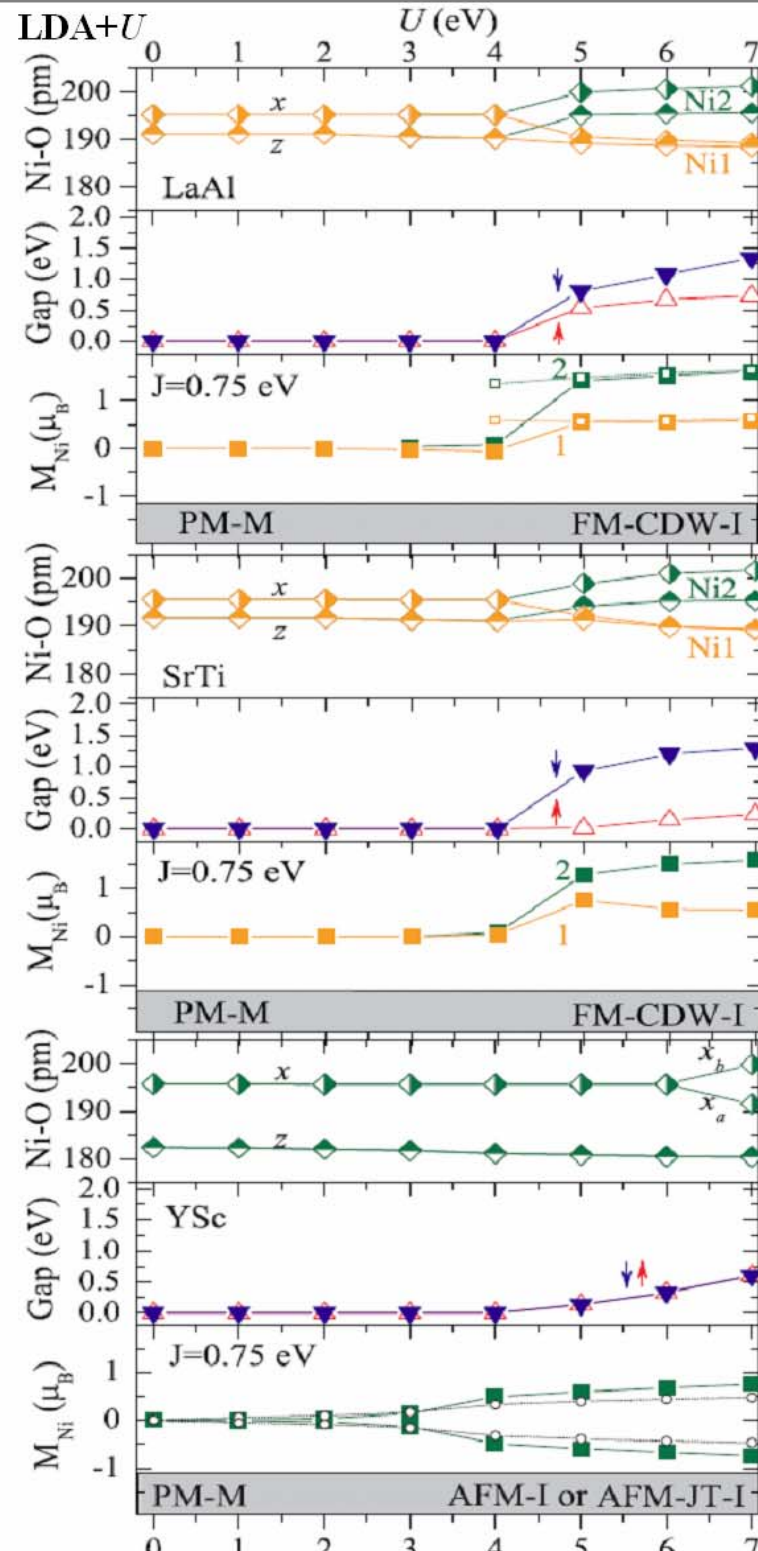 LDA+U
U (eV)
0 1 2 3 4 5 6 7
Ni-O (pm)
200
190
180
x
z
Ni2
Ni1
LaAl
Gap (eV)
2.0
1.5
1.0
0.5
0.0
M_Ni(μ_B)
1
0
-1
J=0.75 eV
2
1
PM-M FM-CDW-I
Ni-O (pm)
200
190
180
x
z
Ni2
Ni1
SrTi
Gap (eV)
2.0
1.5
1.0
0.5
0.0
M_Ni(μ_B)
1
0
-1
J=0.75 eV
2
1
PM-M FM-CDW-I
Ni-O (pm)
200
190
180
x
z
x_b
x_a
Gap (eV)
2.0
1.5
1.0
0.5
0.0
YSc
M_Ni (μ_B)
1
0
-1
J=0.75 eV
PM-M AFM-I or AFM-JT-I
0 1 2 3 4 5 6 7